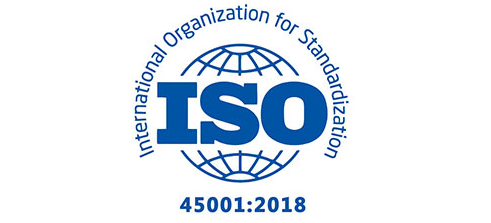 International Organization for Standardization
ISO
45001:2018